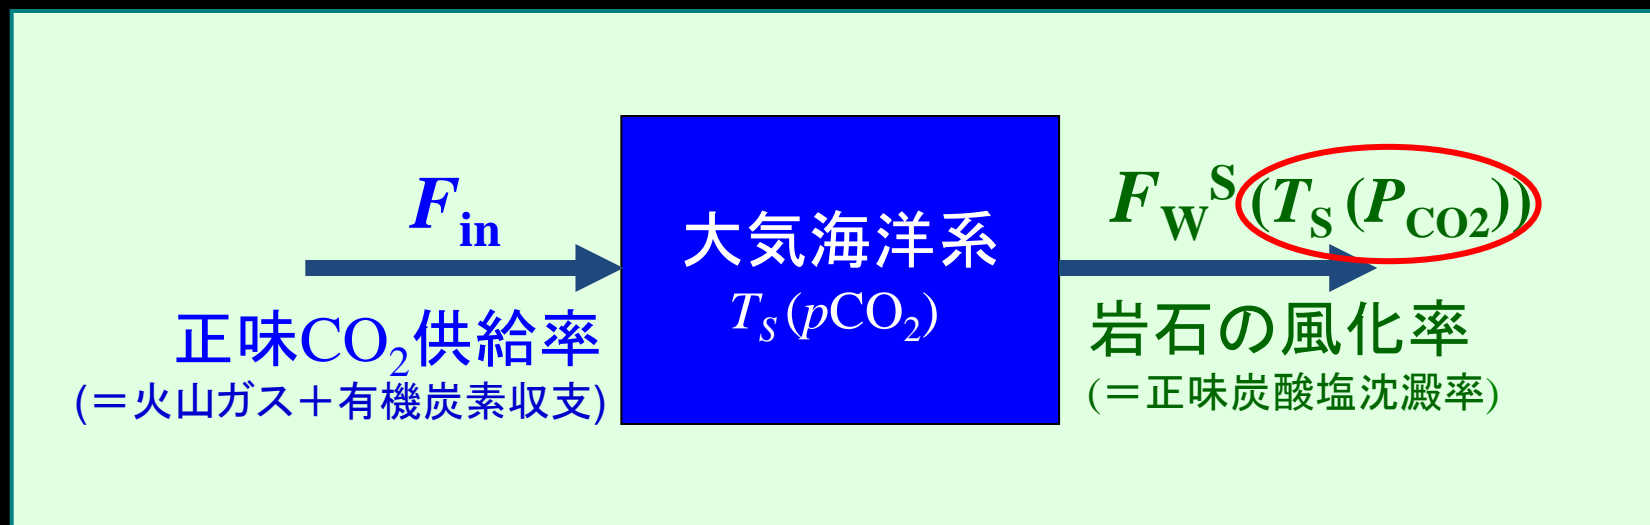 F_in
正味CO₂供給率
(＝火山ガス＋有機炭素収支)
大気海洋系
T_S (pCO₂)
F_W^S (T_S (P_CO2))
岩石の風化率
(＝正味炭酸塩沈澱率)